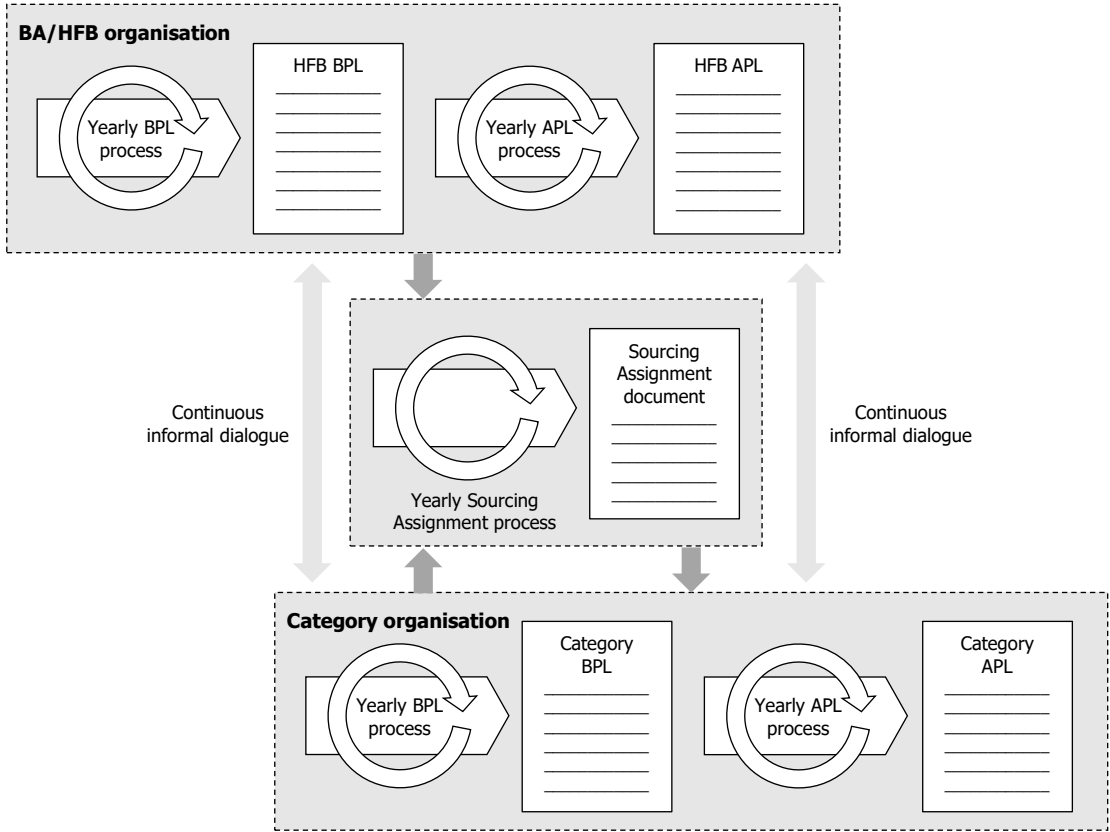 BA/HFB organisation
Yearly BPL
process
HFB BPL
Yearly APL
process
HFB APL
Continuous
informal dialogue
Yearly Sourcing
Assignment process
Sourcing
Assignment
document
Continuous
informal dialogue
Category organisation
Yearly BPL
process
Category
BPL
Yearly APL
process
Category
APL